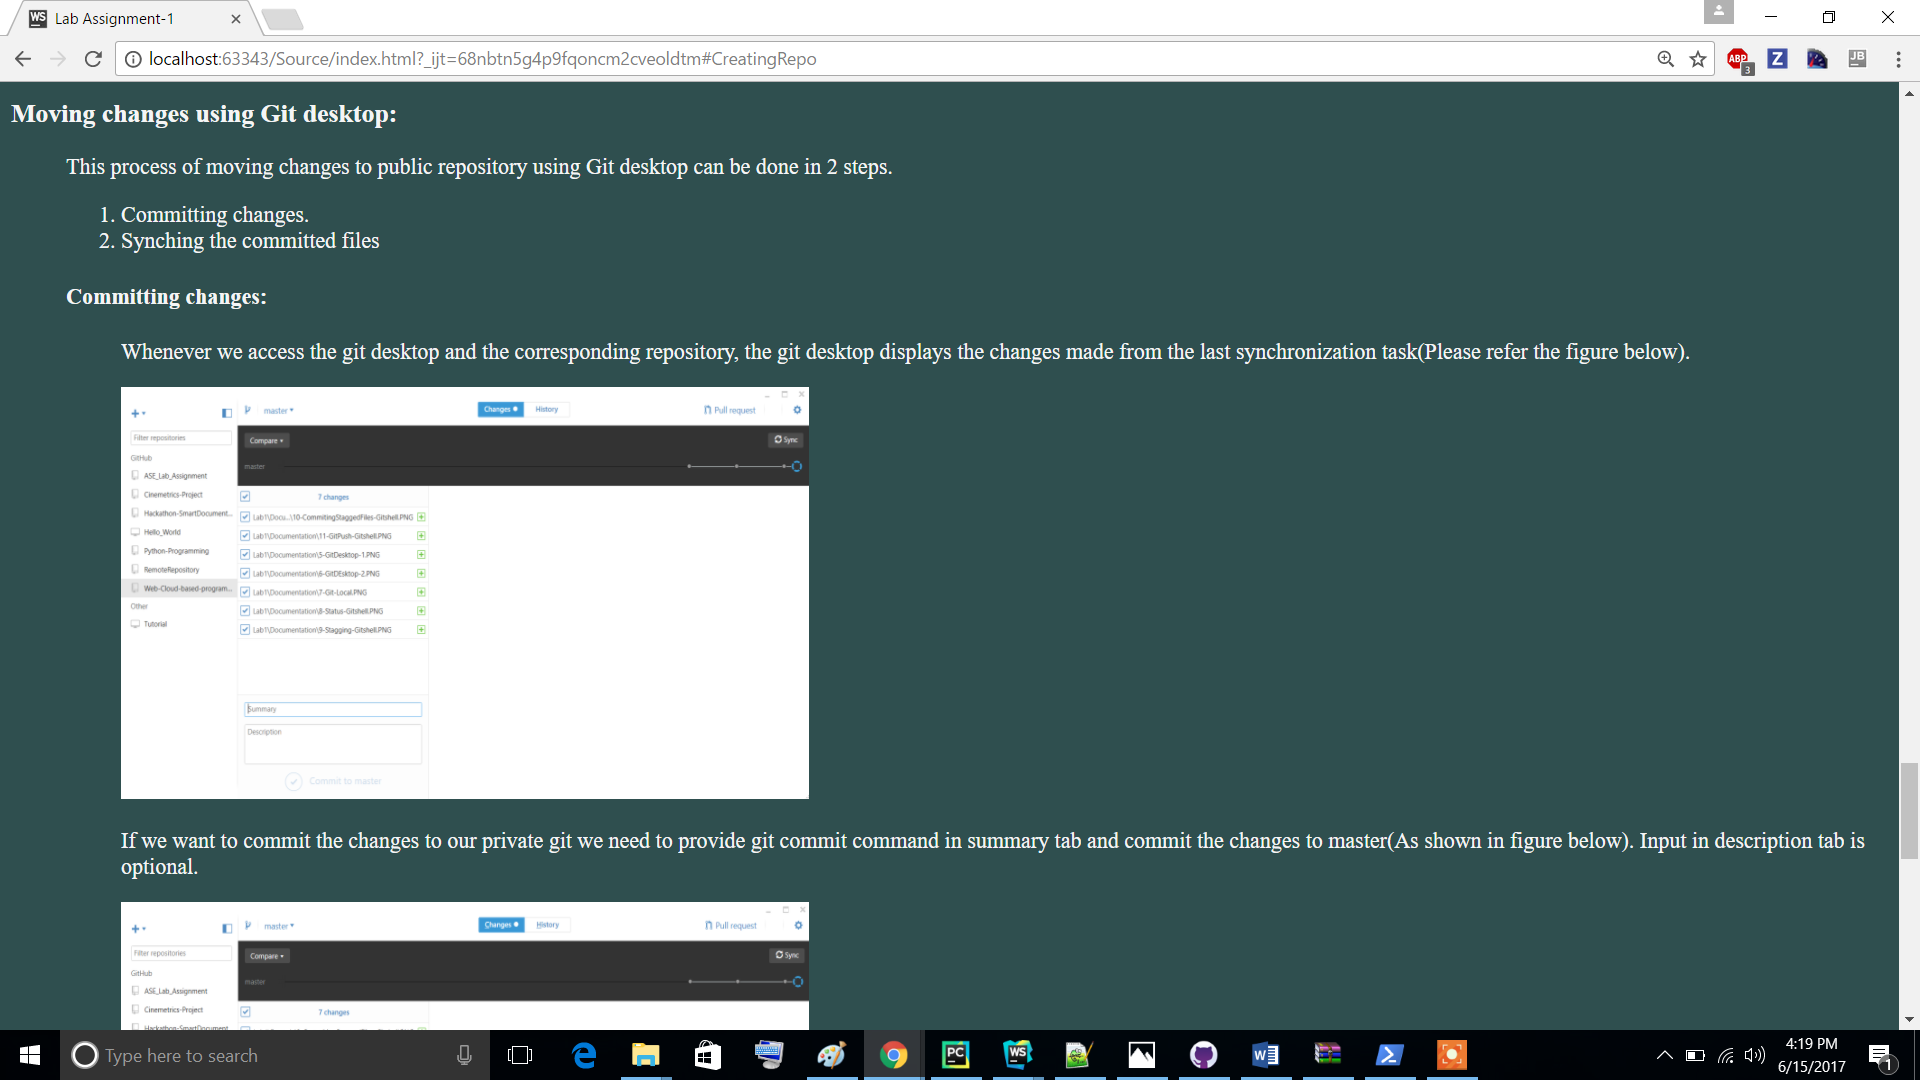 WS Lab Assignment-1
localhost:63343/Source/index.html?_ijt=68nbtn5g4p9fqoncm2cveoldtm#CreatingRepo
ABP 3 Z JB
Moving changes using Git desktop:
This process of moving changes to public repository using Git desktop can be done in 2 steps.
1. Committing changes.
2. Synching the committed files
Committing changes:
Whenever we access the git desktop and the corresponding repository, the git desktop displays the changes made from the last synchronization task(Please refer the figure below).
master Changes History Pull request
Filter repositories
Compare Sync
GitHub
master
ASE_Lab_Assignment
Cinemetrics-Project
7 changes
Hackathon-SmartDocument...
Lab1\Docu...\10-CommitingStaggedFiles-Gitshell.PNG
Hello_World
Lab1\Documentation\11-GitPush-Gitshell.PNG
Python-Programming
Lab1\Documentation\5-GitDesktop-1.PNG
RemoteRepository
Lab1\Documentation\6-GitDEsktop-2.PNG
Web-Cloud-based-program...
Lab1\Documentation\7-Git-Local.PNG
Other
Lab1\Documentation\8-Status-Gitshell.PNG
Tutorial
Lab1\Documentation\9-Stagging-Gitshell.PNG
Summary
Description
Commit to master
If we want to commit the changes to our private git we need to provide git commit command in summary tab and commit the changes to master(As shown in figure below). Input in description tab is
optional.
master Changes History Pull request
Filter repositories
Compare Sync
GitHub
master
ASE_Lab_Assignment
Cinemetrics-Project
7 changes
Hackathon-SmartDocument
Type here to search
PC WS
4:19 PM
6/15/2017
1